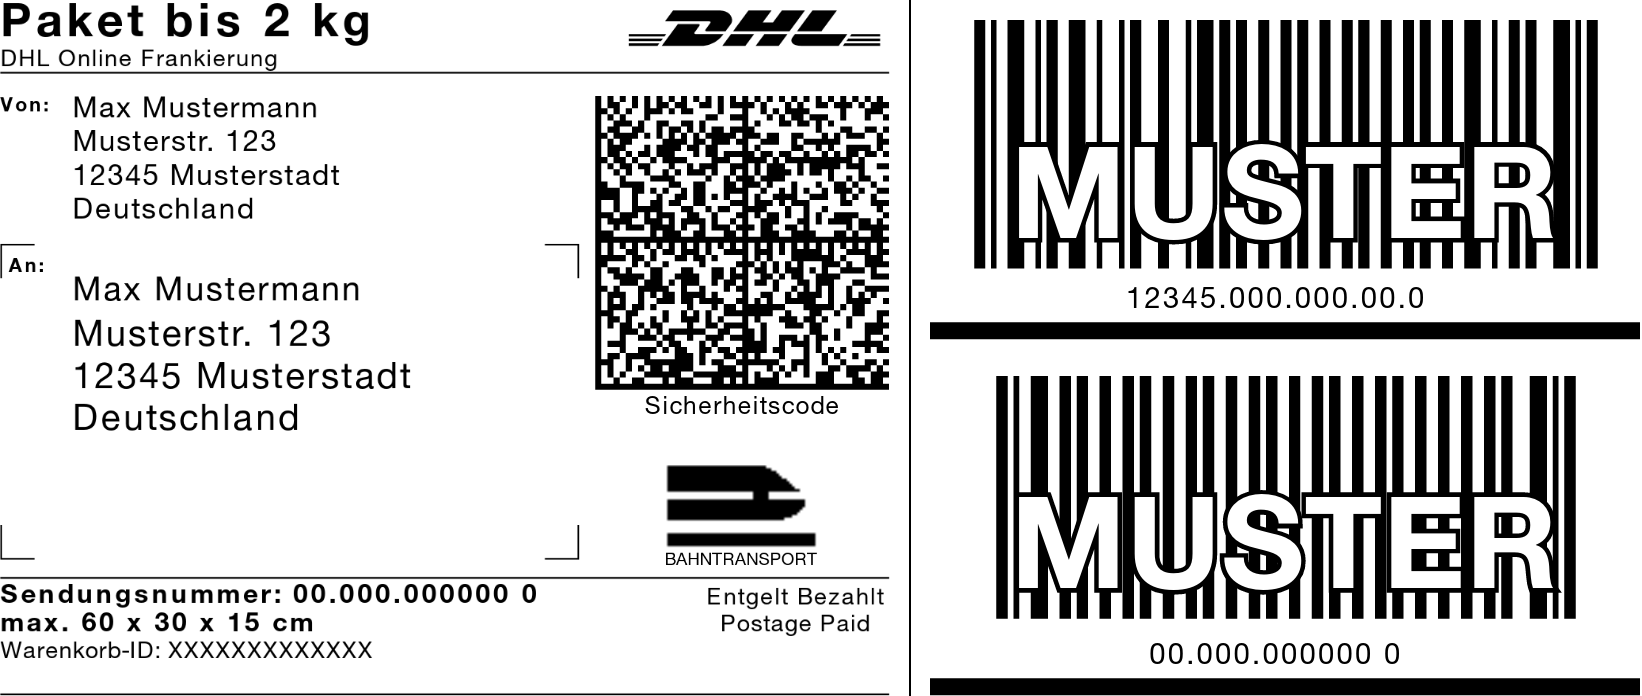 Paket bis 2 kg
DHL
DHL Online Frankierung
Von: Max Mustermann
Musterstr. 123
12345 Musterstadt
Deutschland
An:
Max Mustermann
Musterstr. 123
12345 Musterstadt
Deutschland
Sicherheitscode
BAHNTRANSPORT
Sendungsnummer: 00.000.000000 0
max. 60 x 30 x 15 cm
Warenkorb-ID: XXXXXXXXXXXXX
Entgelt Bezahlt
Postage Paid
MUSTER
12345.000.000.00.0
MUSTER
00.000.000000 0